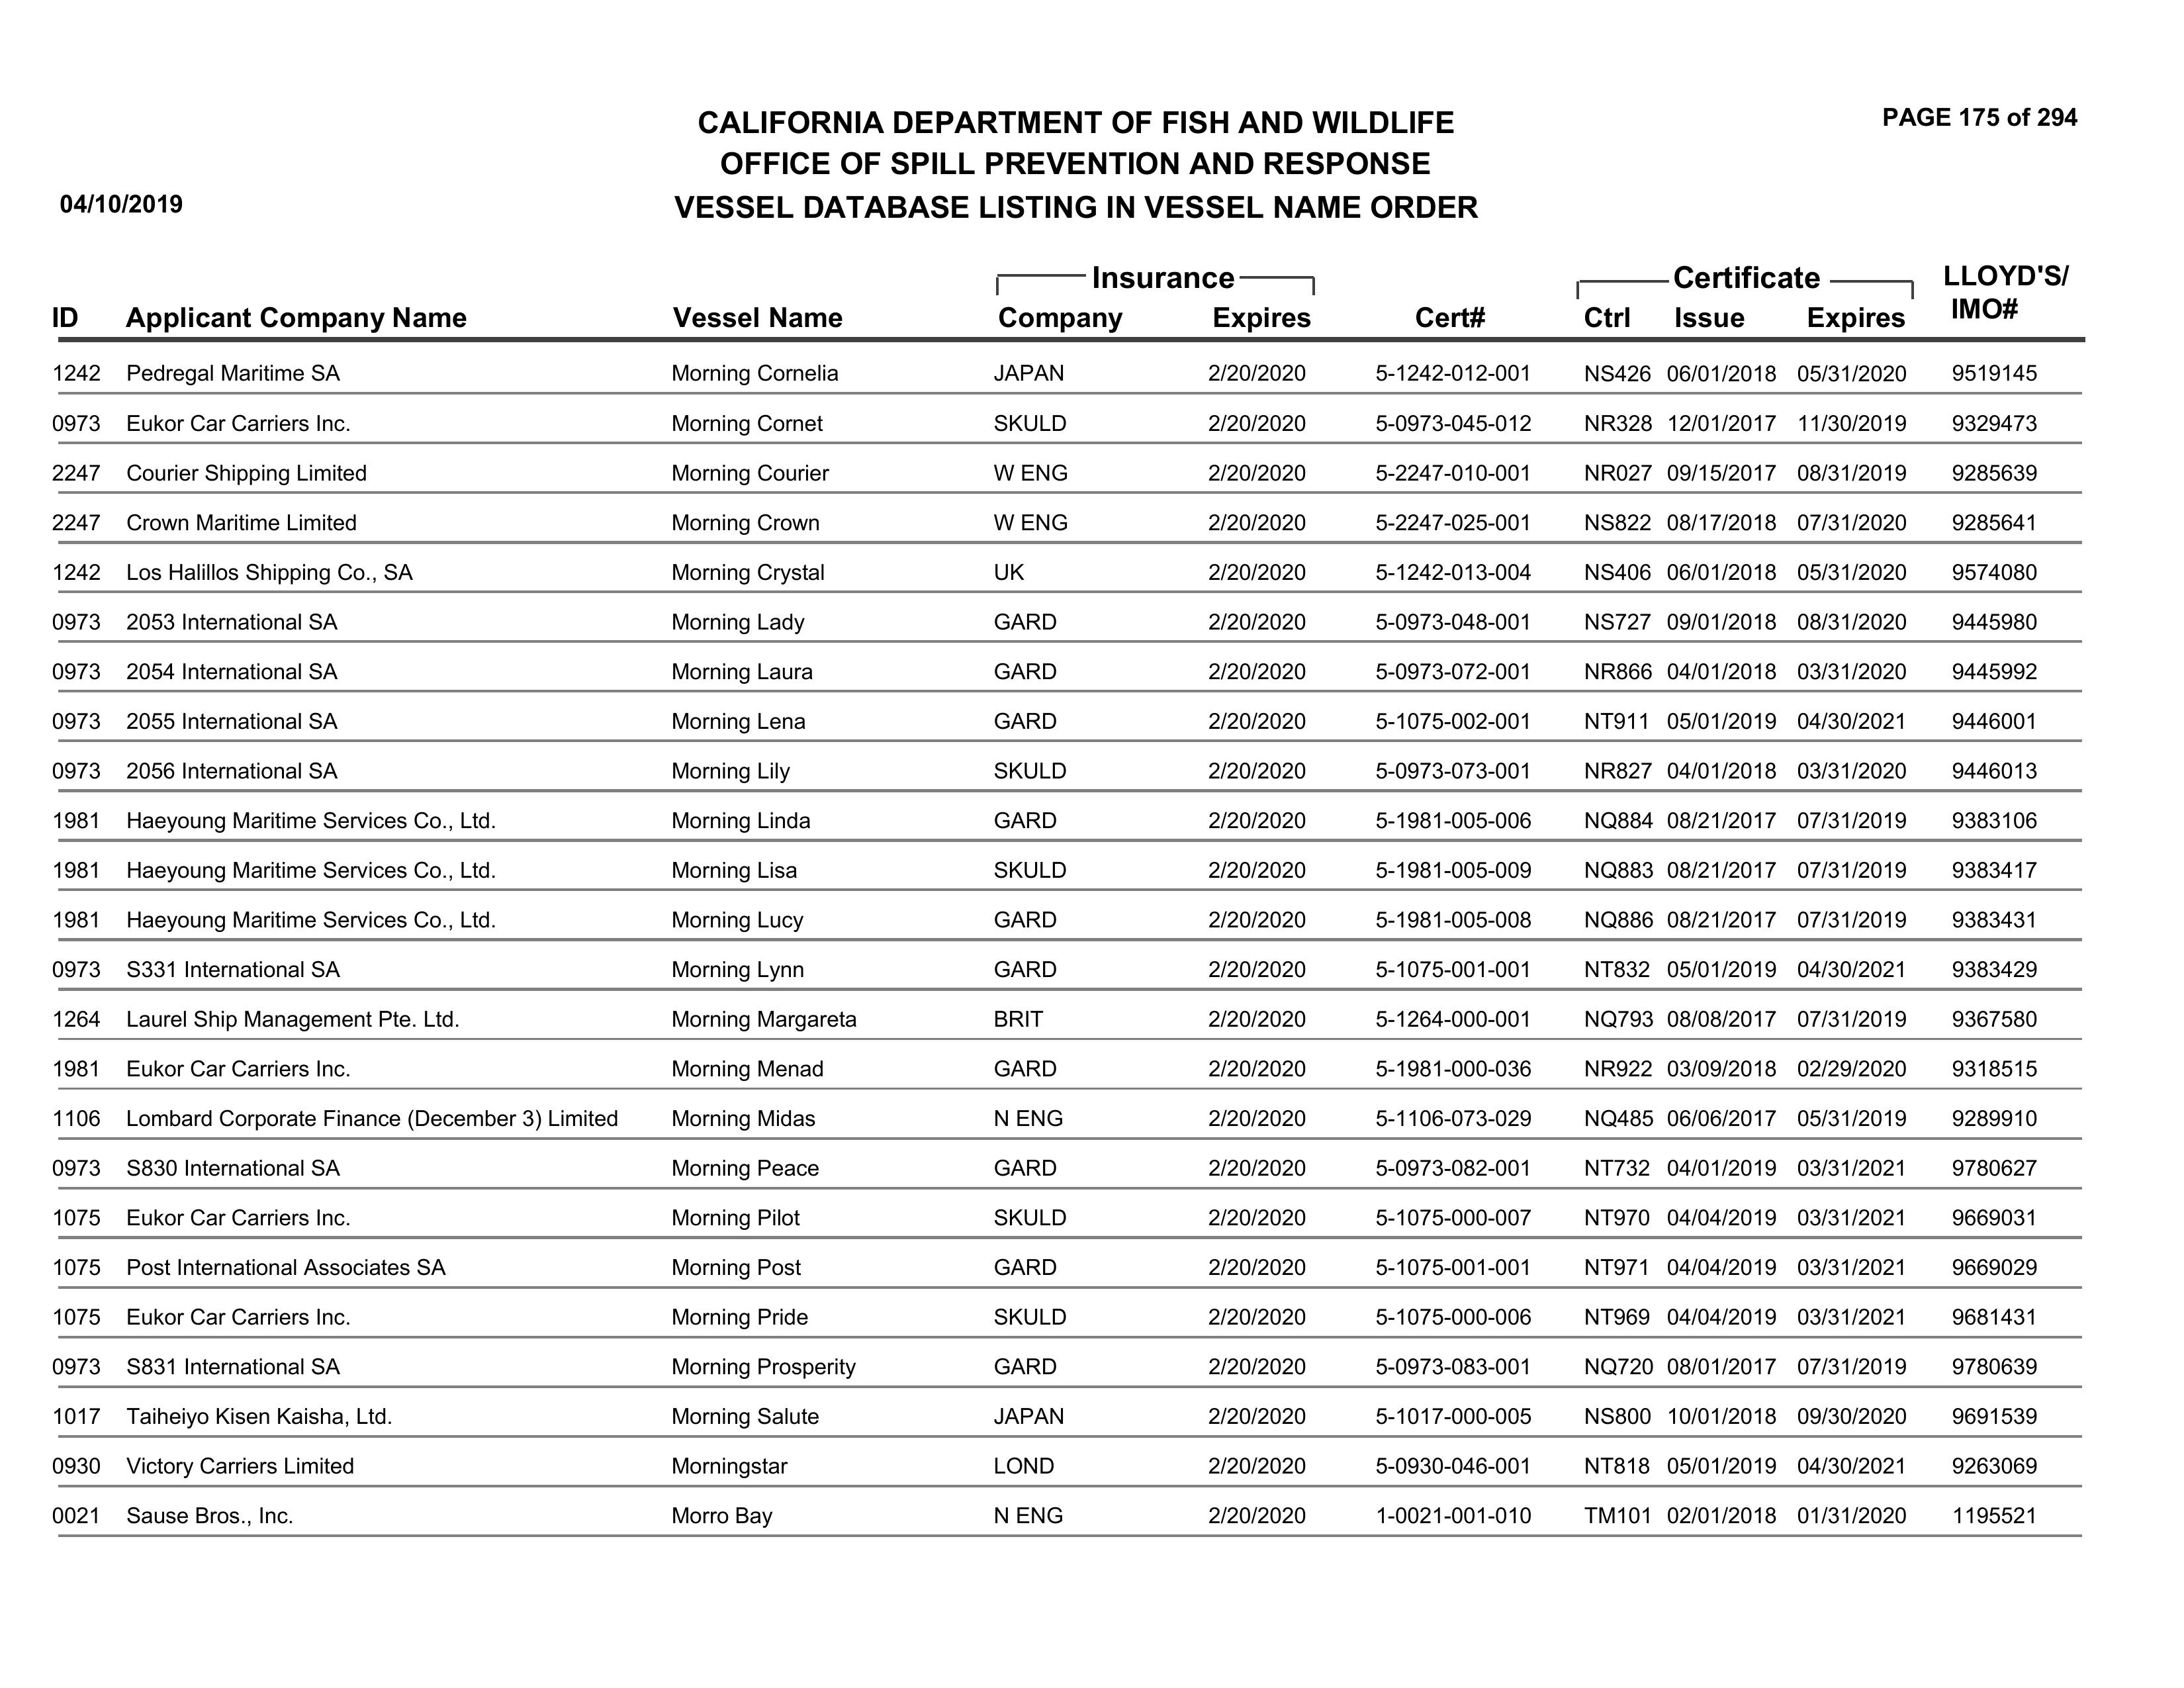 CALIFORNIA DEPARTMENT OF FISH AND WILDLIFE
PAGE 175 of 294
OFFICE OF SPILL PREVENTION AND RESPONSE
04/10/2019
VESSEL DATABASE LISTING IN VESSEL NAME ORDER
Insurance Certificate LLOYD'S/
ID Applicant Company Name Vessel Name Company Expires Cert# Ctrl Issue Expires IMO#
1242 Pedregal Maritime SA Morning Cornelia JAPAN 2/20/2020 5-1242-012-001 NS426 06/01/2018 05/31/2020 9519145
0973 Eukor Car Carriers Inc. Morning Cornet SKULD 2/20/2020 5-0973-045-012 NR328 12/01/2017 11/30/2019 9329473
2247 Courier Shipping Limited Morning Courier W ENG 2/20/2020 5-2247-010-001 NR027 09/15/2017 08/31/2019 9285639
2247 Crown Maritime Limited Morning Crown W ENG 2/20/2020 5-2247-025-001 NS822 08/17/2018 07/31/2020 9285641
1242 Los Halillos Shipping Co., SA Morning Crystal UK 2/20/2020 5-1242-013-004 NS406 06/01/2018 05/31/2020 9574080
0973 2053 International SA Morning Lady GARD 2/20/2020 5-0973-048-001 NS727 09/01/2018 08/31/2020 9445980
0973 2054 International SA Morning Laura GARD 2/20/2020 5-0973-072-001 NR866 04/01/2018 03/31/2020 9445992
0973 2055 International SA Morning Lena GARD 2/20/2020 5-1075-002-001 NT911 05/01/2019 04/30/2021 9446001
0973 2056 International SA Morning Lily SKULD 2/20/2020 5-0973-073-001 NR827 04/01/2018 03/31/2020 9446013
1981 Haeyoung Maritime Services Co., Ltd. Morning Linda GARD 2/20/2020 5-1981-005-006 NQ884 08/21/2017 07/31/2019 9383106
1981 Haeyoung Maritime Services Co., Ltd. Morning Lisa SKULD 2/20/2020 5-1981-005-009 NQ883 08/21/2017 07/31/2019 9383417
1981 Haeyoung Maritime Services Co., Ltd. Morning Lucy GARD 2/20/2020 5-1981-005-008 NQ886 08/21/2017 07/31/2019 9383431
0973 S331 International SA Morning Lynn GARD 2/20/2020 5-1075-001-001 NT832 05/01/2019 04/30/2021 9383429
1264 Laurel Ship Management Pte. Ltd. Morning Margareta BRIT 2/20/2020 5-1264-000-001 NQ793 08/08/2017 07/31/2019 9367580
1981 Eukor Car Carriers Inc. Morning Menad GARD 2/20/2020 5-1981-000-036 NR922 03/09/2018 02/29/2020 9318515
1106 Lombard Corporate Finance (December 3) Limited Morning Midas N ENG 2/20/2020 5-1106-073-029 NQ485 06/06/2017 05/31/2019 9289910
0973 S830 International SA Morning Peace GARD 2/20/2020 5-0973-082-001 NT732 04/01/2019 03/31/2021 9780627
1075 Eukor Car Carriers Inc. Morning Pilot SKULD 2/20/2020 5-1075-000-007 NT970 04/04/2019 03/31/2021 9669031
1075 Post International Associates SA Morning Post GARD 2/20/2020 5-1075-001-001 NT971 04/04/2019 03/31/2021 9669029
1075 Eukor Car Carriers Inc. Morning Pride SKULD 2/20/2020 5-1075-000-006 NT969 04/04/2019 03/31/2021 9681431
0973 S831 International SA Morning Prosperity GARD 2/20/2020 5-0973-083-001 NQ720 08/01/2017 07/31/2019 9780639
1017 Taiheiyo Kisen Kaisha, Ltd. Morning Salute JAPAN 2/20/2020 5-1017-000-005 NS800 10/01/2018 09/30/2020 9691539
0930 Victory Carriers Limited Morningstar LOND 2/20/2020 5-0930-046-001 NT818 05/01/2019 04/30/2021 9263069
0021 Sause Bros., Inc. Morro Bay N ENG 2/20/2020 1-0021-001-010 TM101 02/01/2018 01/31/2020 1195521